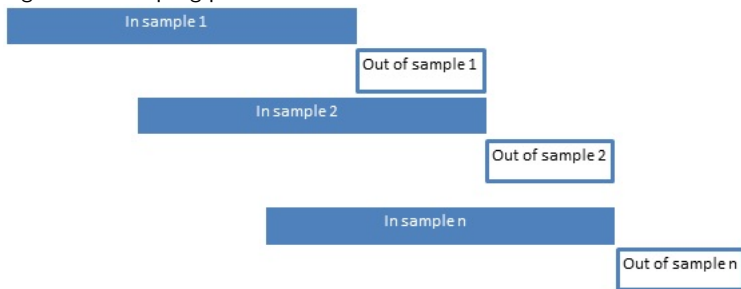 In sample 1
Out of sample 1
In sample 2
Out of sample 2
In sample n
Out of sample n